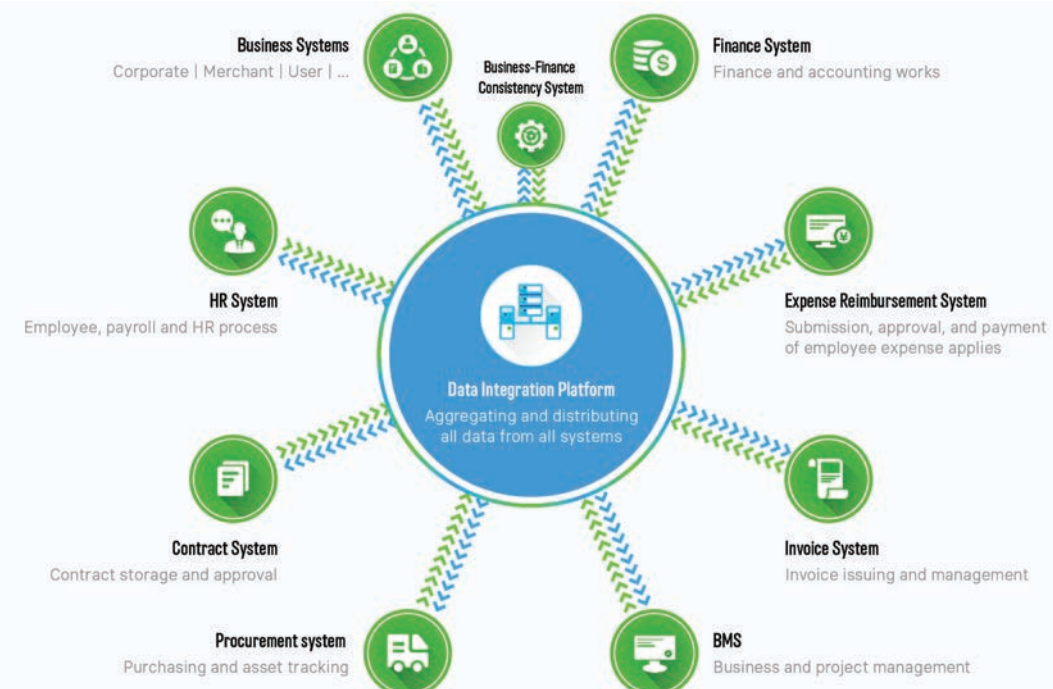 Business Systems
Corporate | Merchant | User | ...
Business-Finance
Consistency System
Finance System
Finance and accounting works
HR System
Employee, payroll and HR process
Expense Reimbursement System
Submission, approval, and payment
of employee expense applies
Data Integration Platform
Aggregating and distributing
all data from all systems
Contract System
Contract storage and approval
Invoice System
Invoice issuing and management
Procurement system
Purchasing and asset tracking
BMS
Business and project management